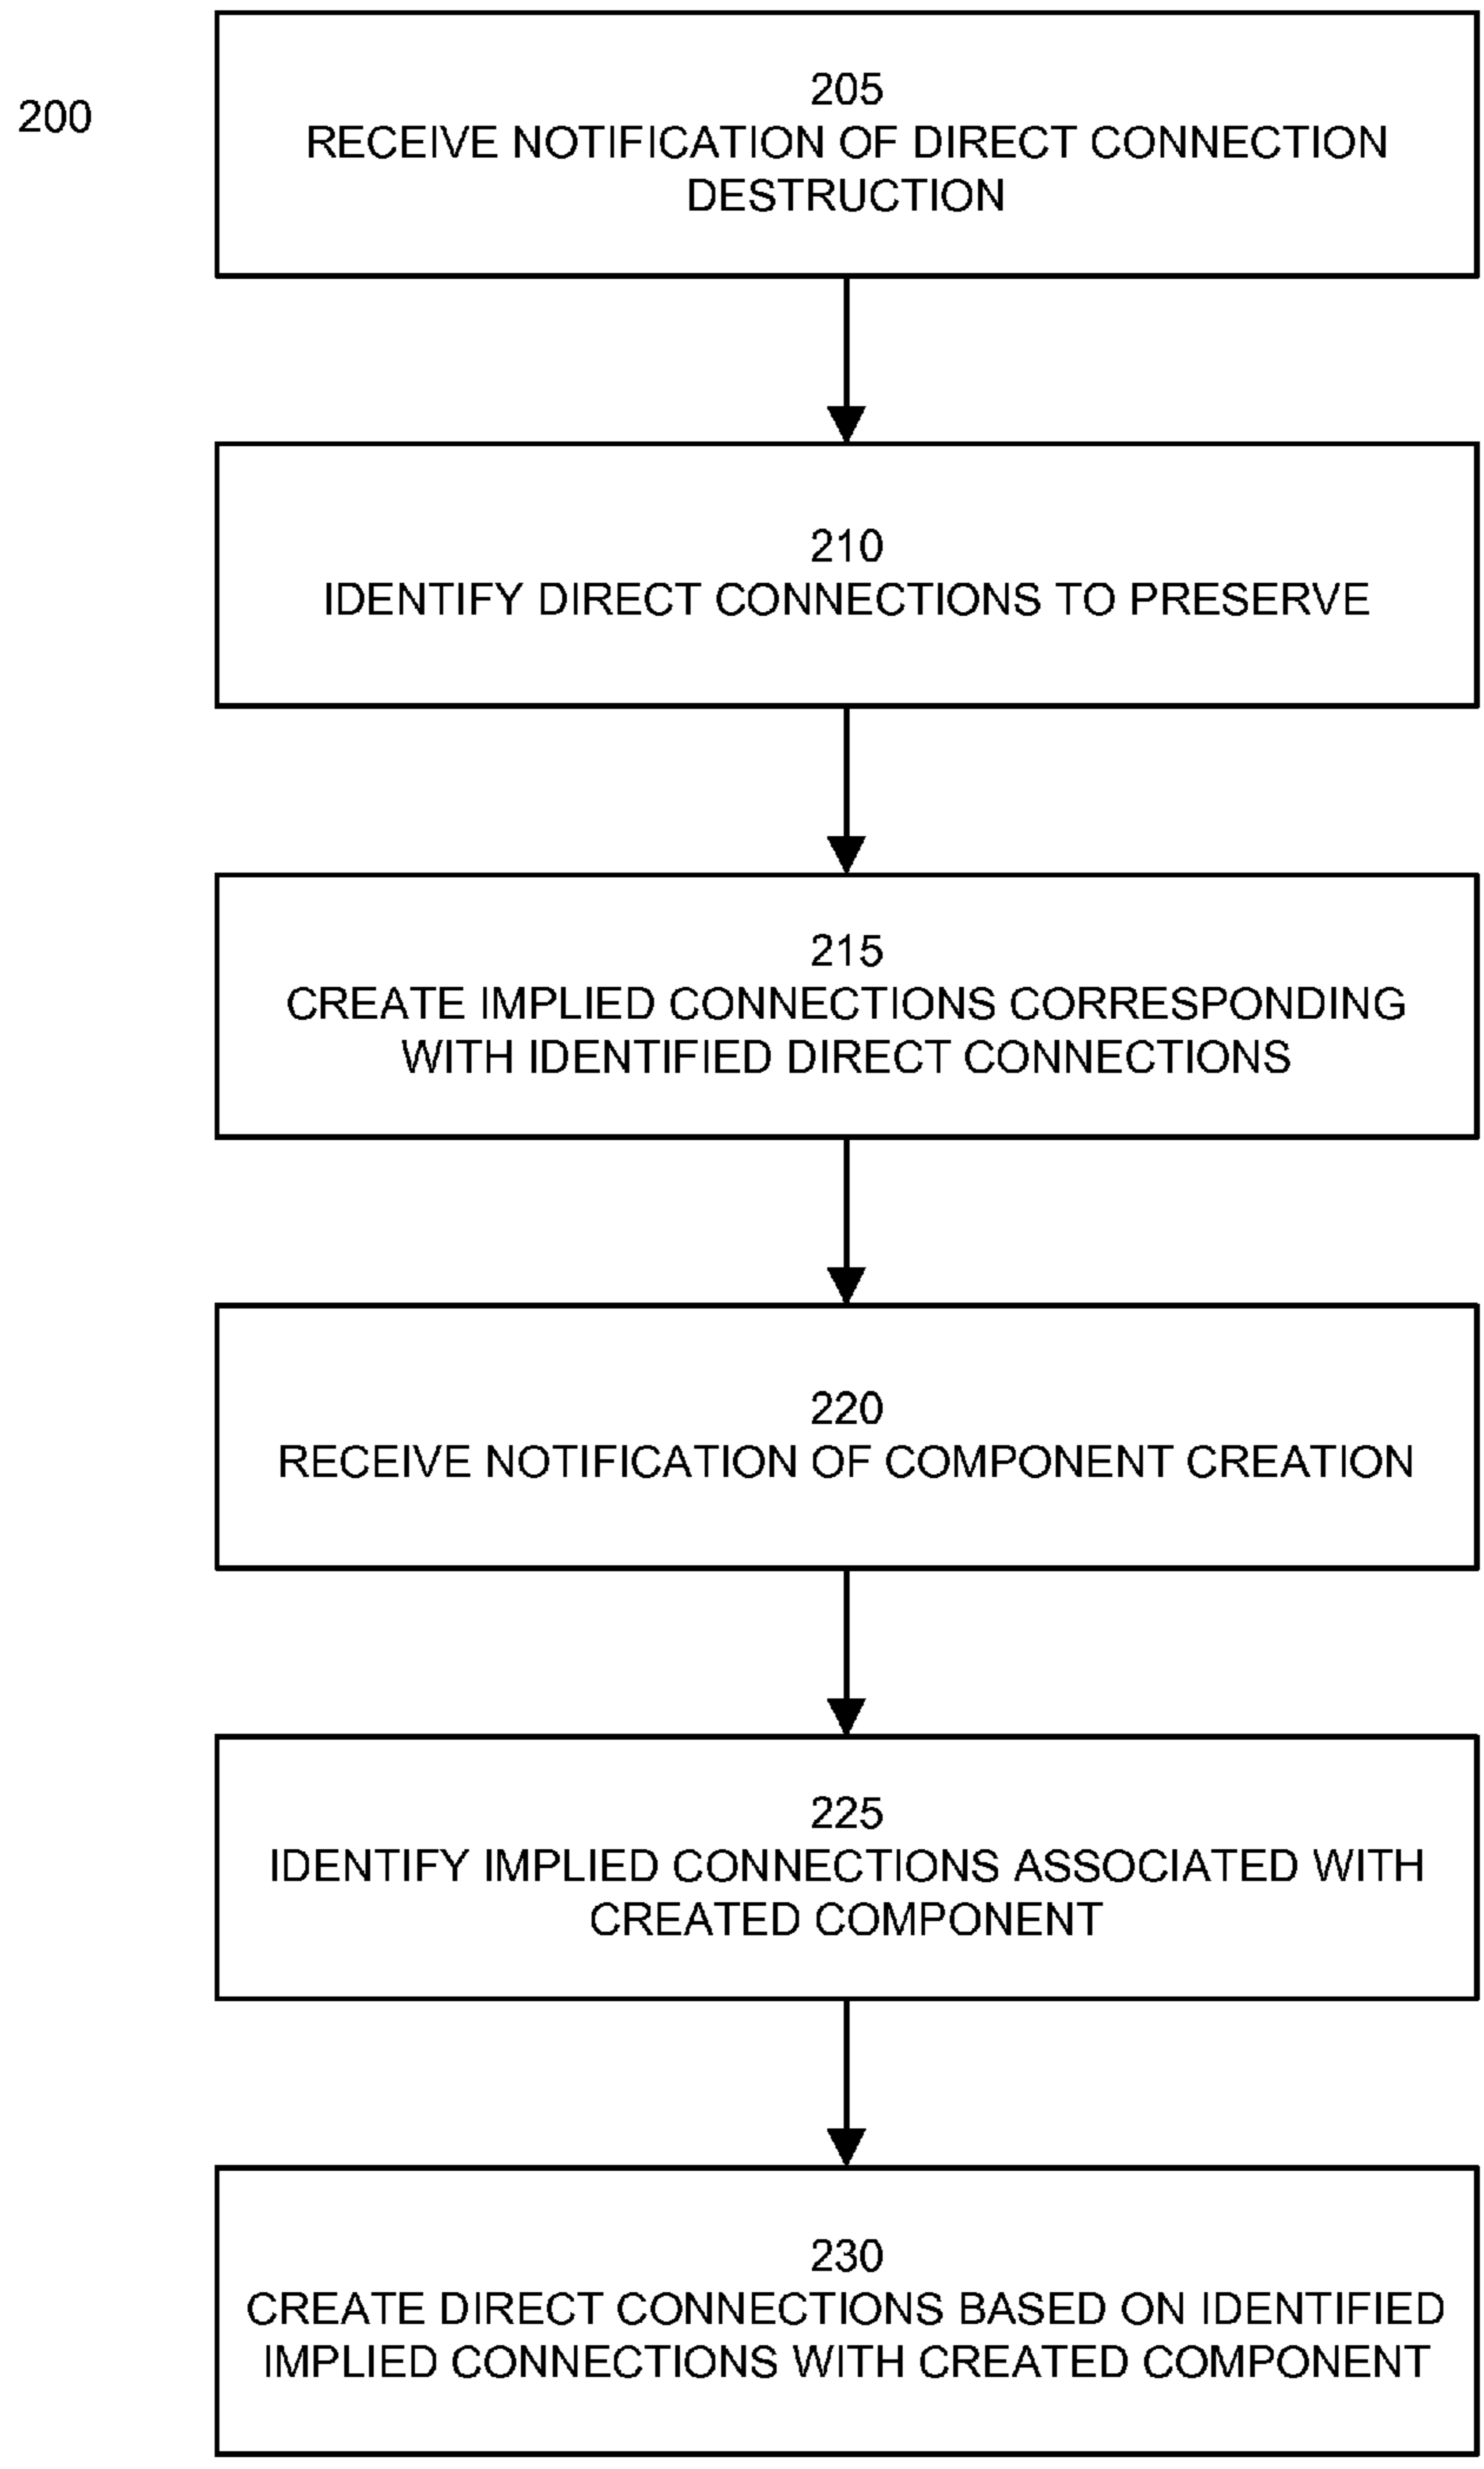 200
205
RECEIVE NOTIFICATION OF DIRECT CONNECTION
DESTRUCTION
210
IDENTIFY DIRECT CONNECTIONS TO PRESERVE
215
CREATE IMPLIED CONNECTIONS CORRESPONDING
WITH IDENTIFIED DIRECT CONNECTIONS
220
RECEIVE NOTIFICATION OF COMPONENT CREATION
225
IDENTIFY IMPLIED CONNECTIONS ASSOCIATED WITH
CREATED COMPONENT
230
CREATE DIRECT CONNECTIONS BASED ON IDENTIFIED
IMPLIED CONNECTIONS WITH CREATED COMPONENT